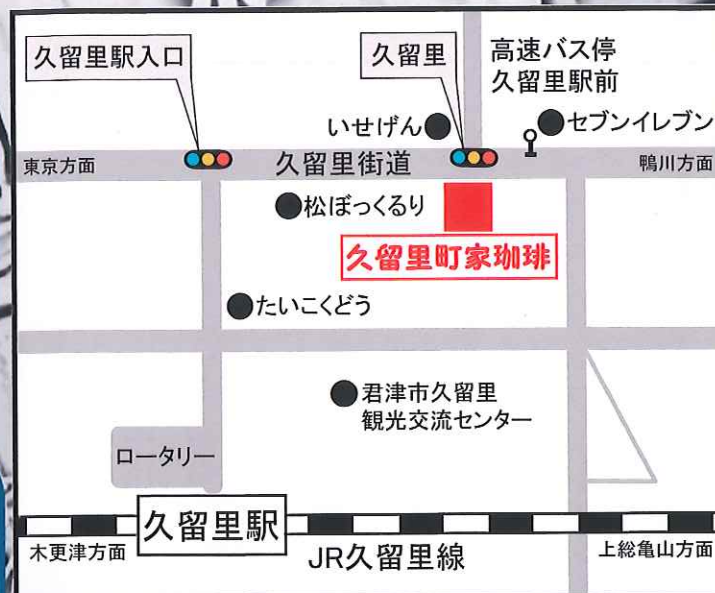 久留里駅入口
久留里
高速バス停
久留里駅前
いせげん
セブンイレブン
東京方面
久留里街道
鴨川方面
松ぼっくるり
久留里町家珈琲
たいこくどう
君津市久留里
観光交流センター
ロータリー
久留里駅
木更津方面
JR久留里線
上総亀山方面